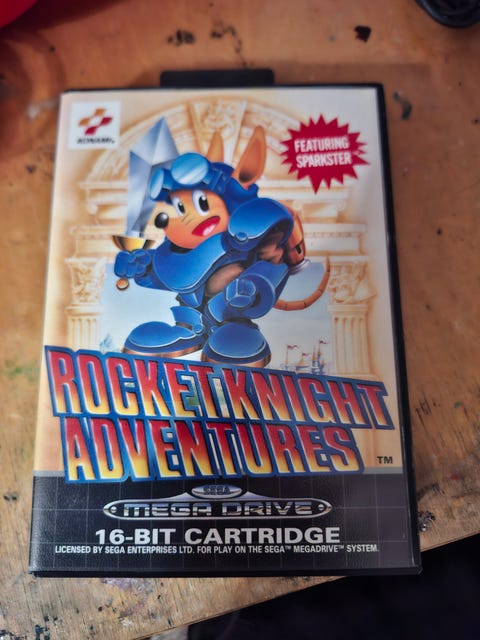 KONAMI
FEATURING
SPARKSTER
ROCKET KNIGHT
ADVENTURES
TM
SEGA
MEGA DRIVE
16-BIT CARTRIDGE
LICENSED BY SEGA ENTERPRISES LTD. FOR PLAY ON THE SEGA™ MEGADRIVE™ SYSTEM.